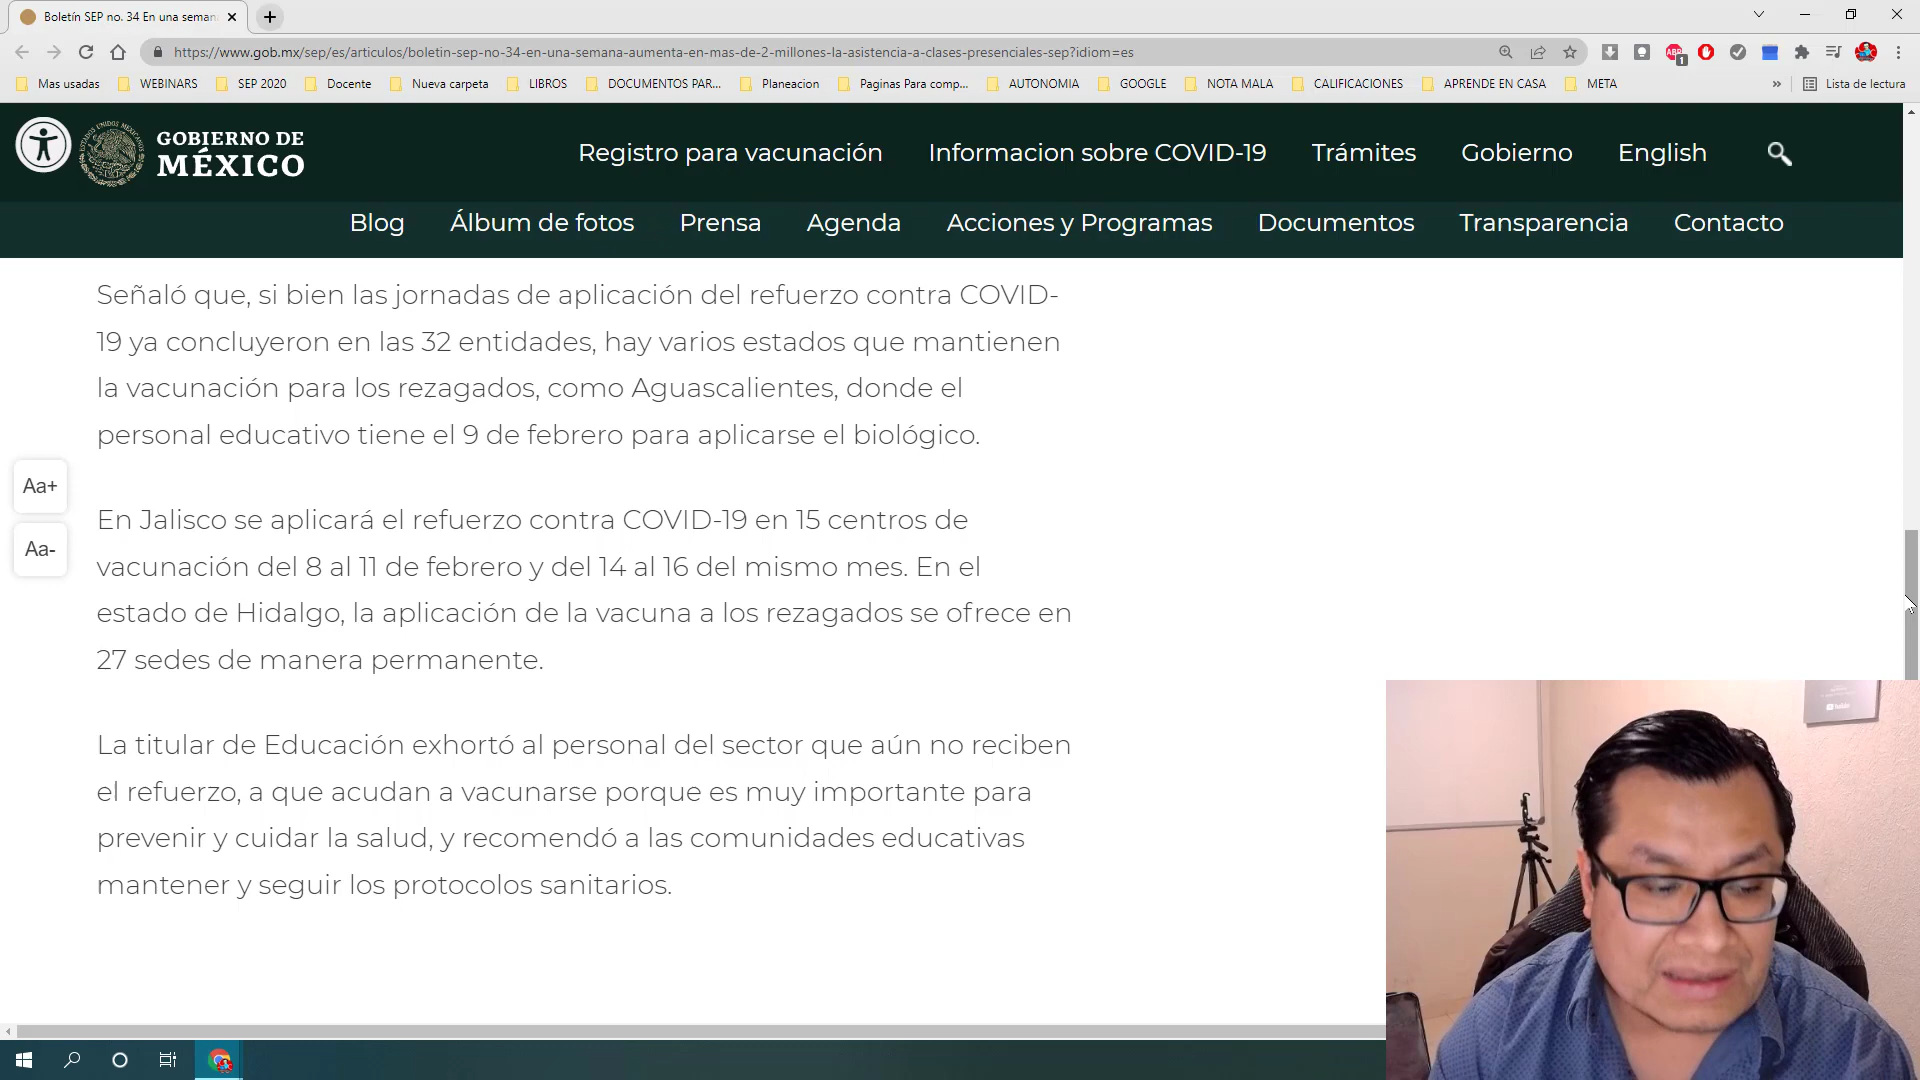 Boletín SEP no. 34 En una seman
https://www.gob.mx/sep/es/articulos/boletin-sep-no-34-en-una-semana-aumenta-en-mas-de-2-millones-la-asistencia-a-clases-presenciales-sep?idiom=es
ABP
1
Mas usadas
WEBINARS
SEP 2020
Docente
Nueva carpeta
LIBROS
DOCUMENTOS PAR...
Planeacion
Paginas Para comp...
AUTONOMIA
GOOGLE
NOTA MALA
CALIFICACIONES
APRENDE EN CASA
META
»
Lista de lectura
GOBIERNO DE
MÉXICO
Registro para vacunación
Informacion sobre COVID-19
Trámites
Gobierno
English
Blog
Álbum de fotos
Prensa
Agenda
Acciones y Programas
Documentos
Transparencia
Contacto
Señaló que, si bien las jornadas de aplicación del refuerzo contra COVID-
19 ya concluyeron en las 32 entidades, hay varios estados que mantienen
la vacunación para los rezagados, como Aguascalientes, donde el
personal educativo tiene el 9 de febrero para aplicarse el biológico.
Aa+
Aa-
En Jalisco se aplicará el refuerzo contra COVID-19 en 15 centros de
vacunación del 8 al 11 de febrero y del 14 al 16 del mismo mes. En el
estado de Hidalgo, la aplicación de la vacuna a los rezagados se ofrece en
27 sedes de manera permanente.
La titular de Educación exhortó al personal del sector que aún no reciben
el refuerzo, a que acudan a vacunarse porque es muy importante para
prevenir y cuidar la salud, y recomendó a las comunidades educativas
mantener y seguir los protocolos sanitarios.
YouTube